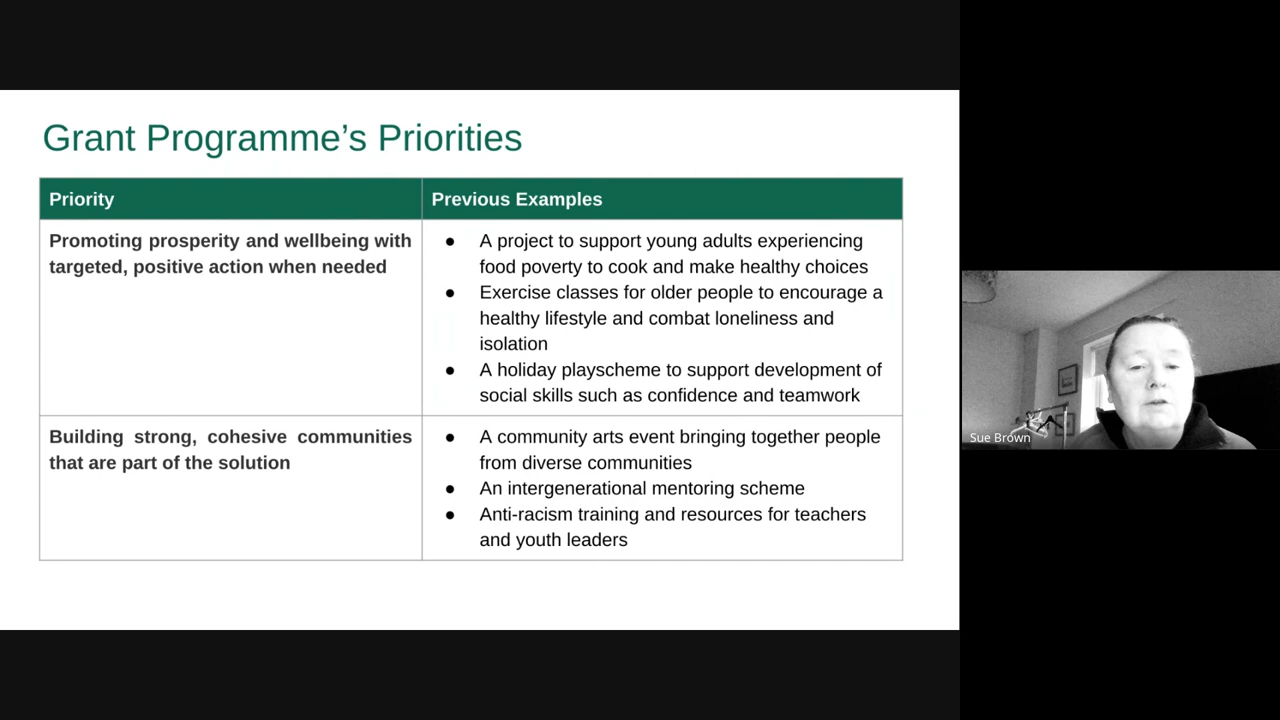 Grant Programme’s Priorities
Priority
Previous Examples
Promoting prosperity and wellbeing with
targeted, positive action when needed
● A project to support young adults experiencing
food poverty to cook and make healthy choices
● Exercise classes for older people to encourage a
healthy lifestyle and combat loneliness and
isolation
● A holiday playscheme to support development of
social skills such as confidence and teamwork
Building strong, cohesive communities
that are part of the solution
● A community arts event bringing together people
from diverse communities
● An intergenerational mentoring scheme
● Anti-racism training and resources for teachers
and youth leaders
Sue Brown